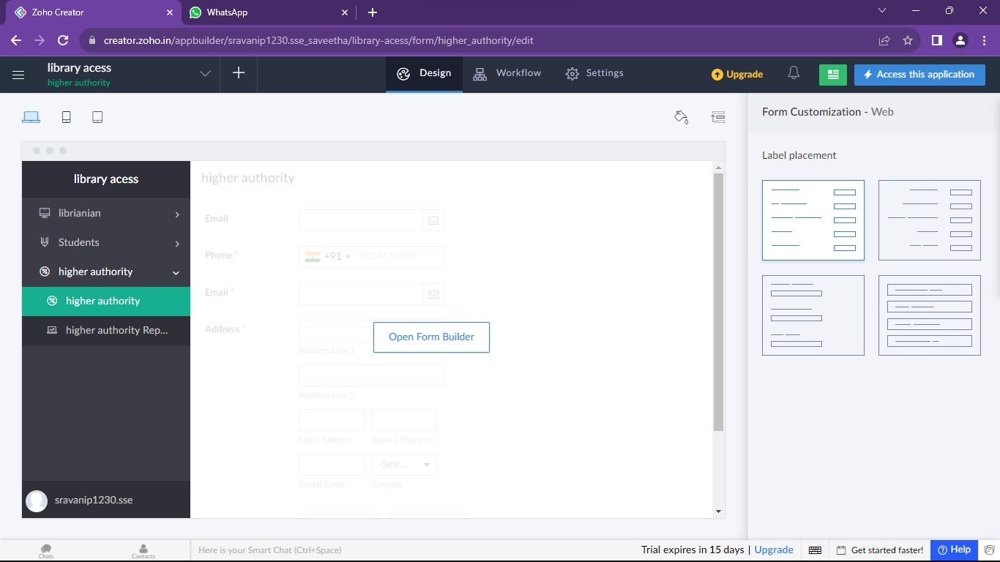 Zoho Creator
WhatsApp
creator.zoho.in/appbuilder/sravanip1230.sse_saveetha/library-acess/form/higher_authority/edit
library acess
higher authority
Design
Workflow
Settings
Upgrade
Access this application
Form Customization - Web
Label placement
library acess
librianian
Students
higher authority
higher authority
higher authority Rep...
sravanip1230.sse
higher authority
Email
Phone *
+91
81234 56789
Email *
Address *
Address Line 1
Open Form Builder
Address Line 2
City / District
State / Province
-Sele...
Postal Code
Country
Chats
Contacts
Here is your Smart Chat (Ctrl+Space)
Trial expires in 15 days | Upgrade
Get started faster!
Help